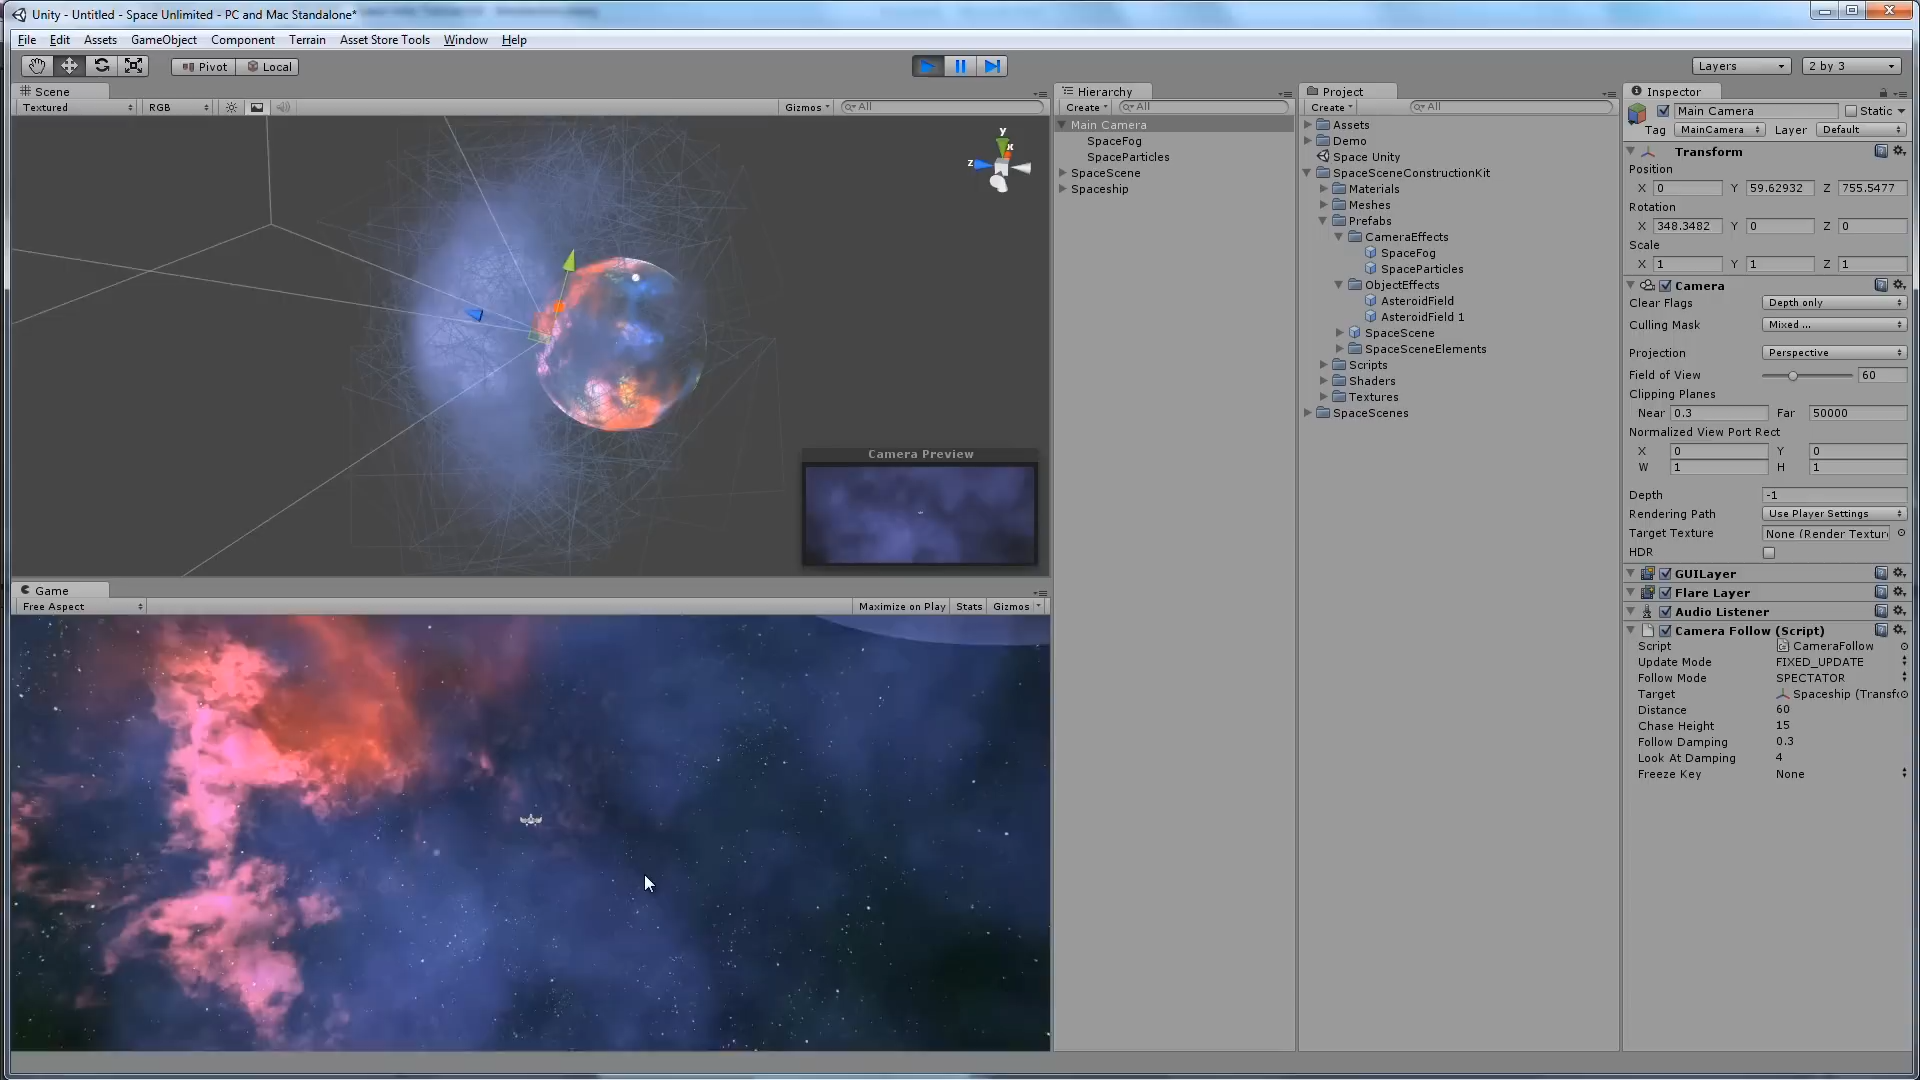 Unity - Untitled - Space Unlimited - PC and Mac Standalone*
File Edit Assets GameObject Component Terrain Asset Store Tools Window Help
Pivot Local Layers 2 by 3
Scene
Textured RGB Gizmos All
y
x
z
Camera Preview
Game
Free Aspect Maximize on Play Stats Gizmos
Hierarchy
Create All
Main Camera
SpaceFog
SpaceParticles
SpaceScene
Spaceship
Project
Create All
Assets
Demo
Space Unity
SpaceSceneConstructionKit
Materials
Meshes
Prefabs
CameraEffects
SpaceFog
SpaceParticles
ObjectEffects
AsteroidField
AsteroidField 1
SpaceScene
SpaceSceneElements
Scripts
Shaders
Textures
SpaceScenes
Inspector
Main Camera Static
Tag MainCamera Layer Default
Transform
Position
X 0 Y 59.62932 Z 755.5477
Rotation
X 348.3482 Y 0 Z 0
Scale
X 1 Y 1 Z 1
Camera
Clear Flags Depth only
Culling Mask Mixed ...
Projection Perspective
Field of View 60
Clipping Planes
Near 0.3 Far 50000
Normalized View Port Rect
X 0 Y 0
W 1 H 1
Depth -1
Rendering Path Use Player Settings
Target Texture None (Render Textur
HDR
GUILayer
Flare Layer
Audio Listener
Camera Follow (Script)
Script CameraFollow
Update Mode FIXED_UPDATE
Follow Mode SPECTATOR
Target Spaceship (Transf
Distance 60
Chase Height 15
Follow Damping 0.3
Look At Damping 4
Freeze Key None